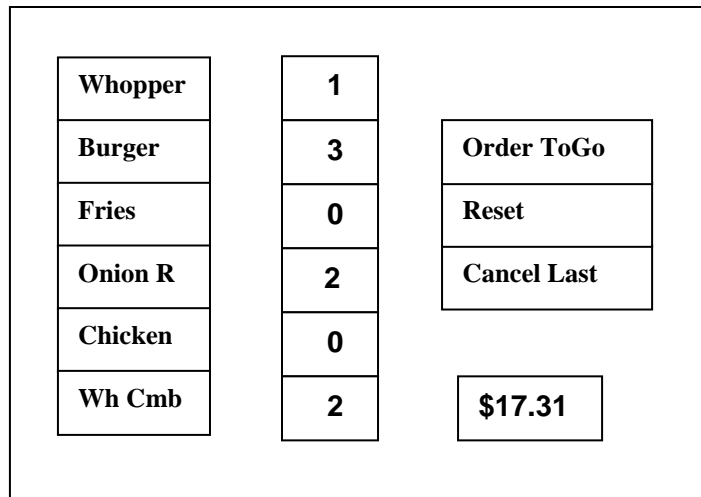 Whopper 1
Burger 3 Order ToGo
Fries 0 Reset
Onion R 2 Cancel Last
Chicken 0
Wh Cmb 2 $17.31